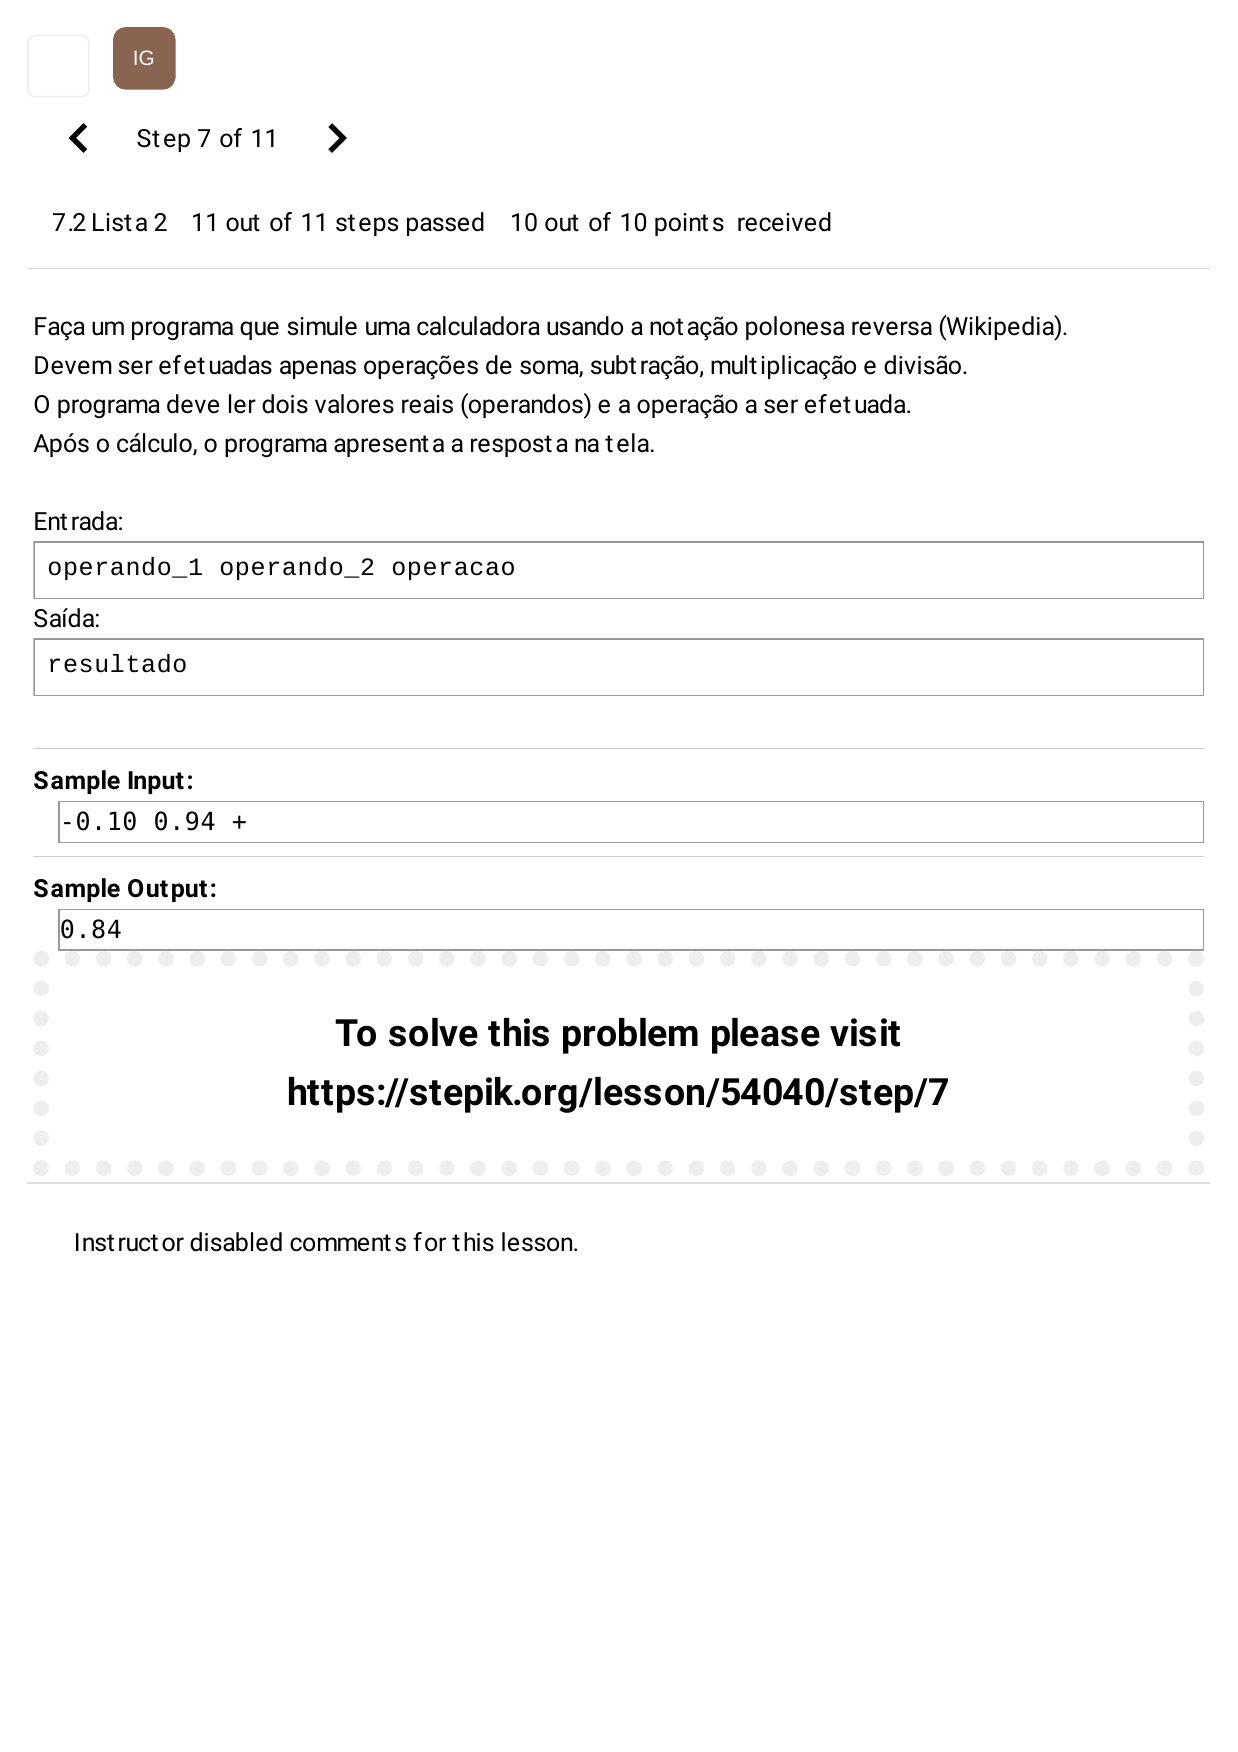 IG
Step 7 of 11
7.2 Lista 2 11 out of 11 steps passed 10 out of 10 points received
Faça um programa que simule uma calculadora usando a notação polonesa reversa (Wikipedia).
Devem ser efetuadas apenas operações de soma, subtração, multiplicação e divisão.
O programa deve ler dois valores reais (operandos) e a operação a ser efetuada.
Após o cálculo, o programa apresenta a resposta na tela.
Entrada:
operando_1 operando_2 operacao
Saída:
resultado
Sample Input:
-0.10 0.94 +
Sample Output:
0.84
To solve this problem please visit
https://stepik.org/lesson/54040/step/7
Instructor disabled comments for this lesson.